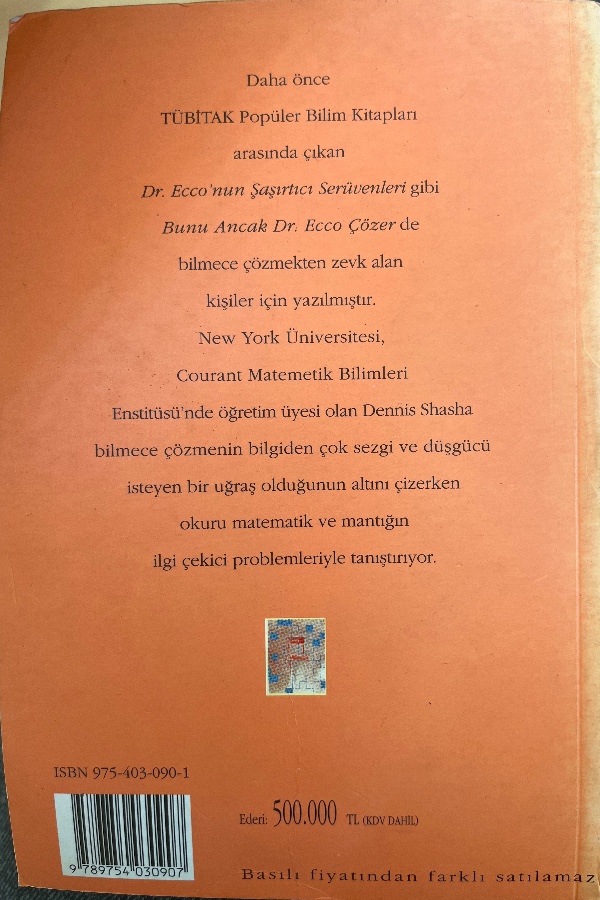 Daha önce
TÜBİTAK Popüler Bilim Kitapları
arasında çıkan
Dr. Ecco'nun Şaşırtıcı Serüvenleri gibi
Bunu Ancak Dr. Ecco Çözer de
bilmece çözmekten zevk alan
kişiler için yazılmıştır.
New York Üniversitesi,
Courant Matemetik Bilimleri
Enstitüsü'nde öğretim üyesi olan Dennis Shasha
bilmece çözmenin bilgiden çok sezgi ve düşgücü
isteyen bir uğraş olduğunun altını çizerken
okuru matematik ve mantığın
ilgi çekici problemleriyle tanıştırıyor.
ISBN 975-403-090-1
9 789754 030907
Ederi: 500.000 TL (KDV DAHİL)
Basılı fiyatından farklı satılamaz